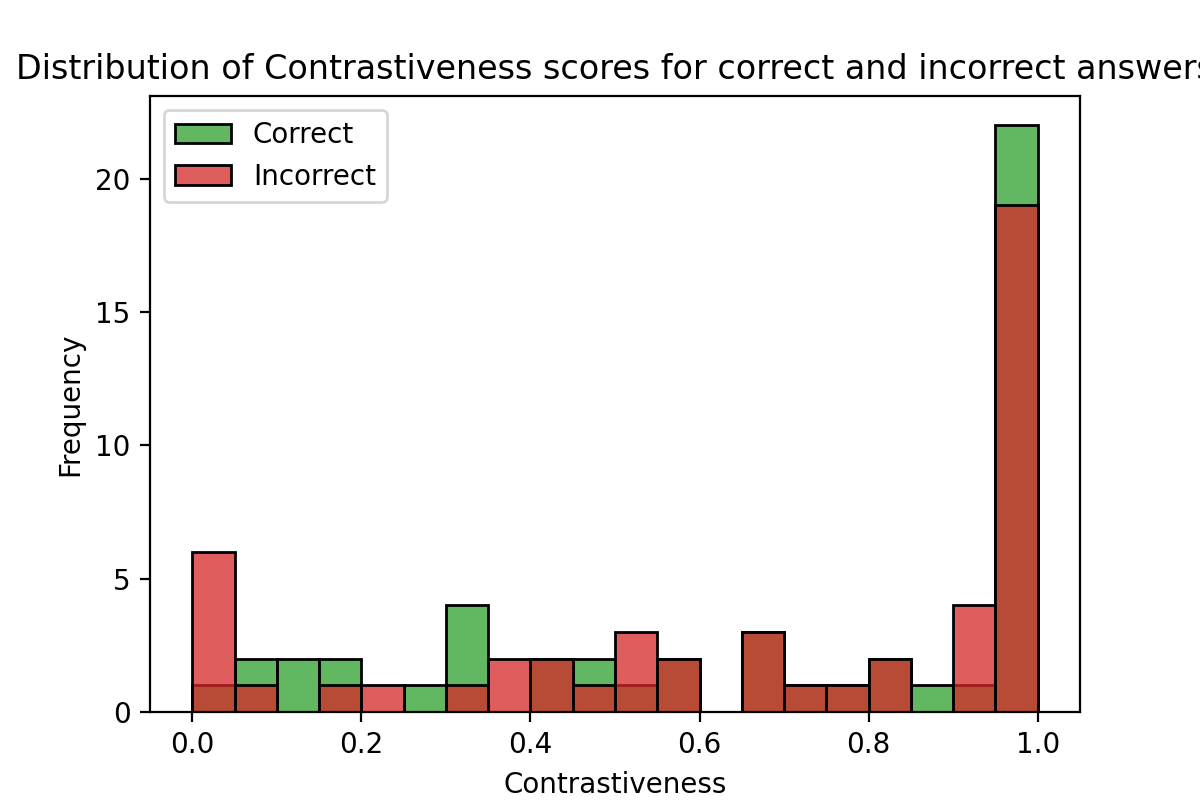 Distribution of Contrastiveness scores for correct and incorrect answers
Correct
Incorrect
20
15
10
5
0
Frequency
0.0 0.2 0.4 0.6 0.8 1.0
Contrastiveness